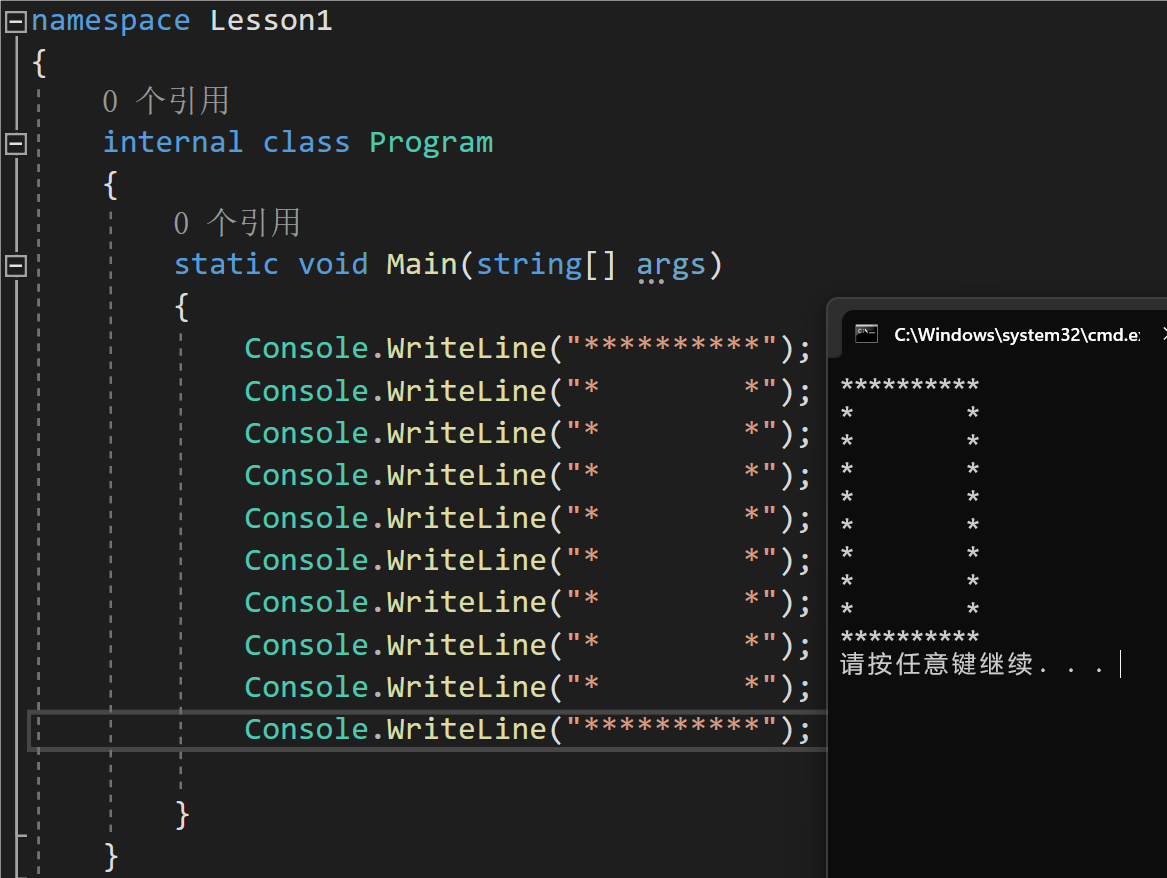 namespace Lesson1
{
0 个引用
internal class Program
{
0 个引用
static void Main(string[] args)
{
Console.WriteLine("**********");
Console.WriteLine("*        *");
Console.WriteLine("*        *");
Console.WriteLine("*        *");
Console.WriteLine("*        *");
Console.WriteLine("*        *");
Console.WriteLine("*        *");
Console.WriteLine("*        *");
Console.WriteLine("*        *");
Console.WriteLine("**********");
}
}
C:\Windows\system32\cmd.e
**********
*        *
*        *
*        *
*        *
*        *
*        *
*        *
*        *
**********
请按任意键继续. . .